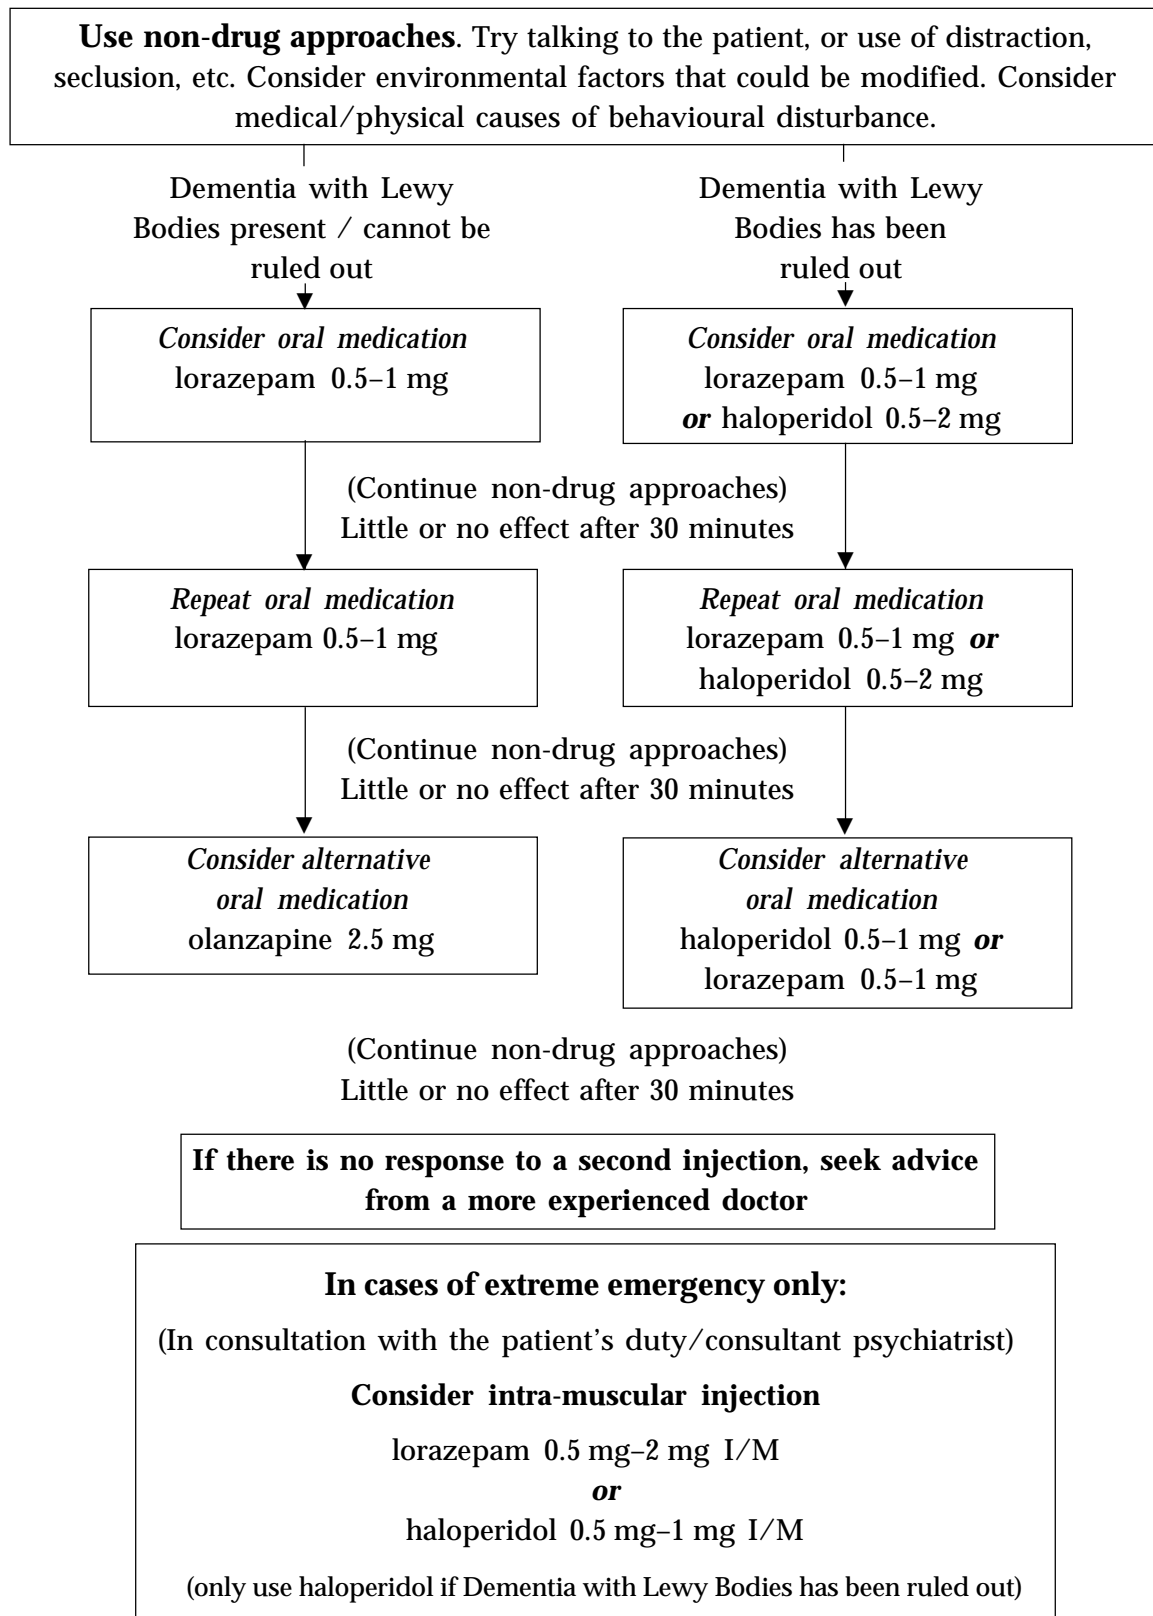 Use non-drug approaches. Try talking to the patient, or use of distraction,
seclusion, etc. Consider environmental factors that could be modified. Consider
medical/physical causes of behavioural disturbance.
Dementia with Lewy
Bodies present / cannot be
ruled out
Dementia with Lewy
Bodies has been
ruled out
Consider oral medication
lorazepam 0.5–1 mg
Consider oral medication
lorazepam 0.5–1 mg
or haloperidol 0.5–2 mg
(Continue non-drug approaches)
Little or no effect after 30 minutes
Repeat oral medication
lorazepam 0.5–1 mg
Repeat oral medication
lorazepam 0.5–1 mg or
haloperidol 0.5–2 mg
(Continue non-drug approaches)
Little or no effect after 30 minutes
Consider alternative
oral medication
olanzapine 2.5 mg
Consider alternative
oral medication
haloperidol 0.5–1 mg or
lorazepam 0.5–1 mg
(Continue non-drug approaches)
Little or no effect after 30 minutes
If there is no response to a second injection, seek advice
from a more experienced doctor
In cases of extreme emergency only:
(In consultation with the patient’s duty/consultant psychiatrist)
Consider intra-muscular injection
lorazepam 0.5 mg–2 mg I/M
or
haloperidol 0.5 mg–1 mg I/M
(only use haloperidol if Dementia with Lewy Bodies has been ruled out)